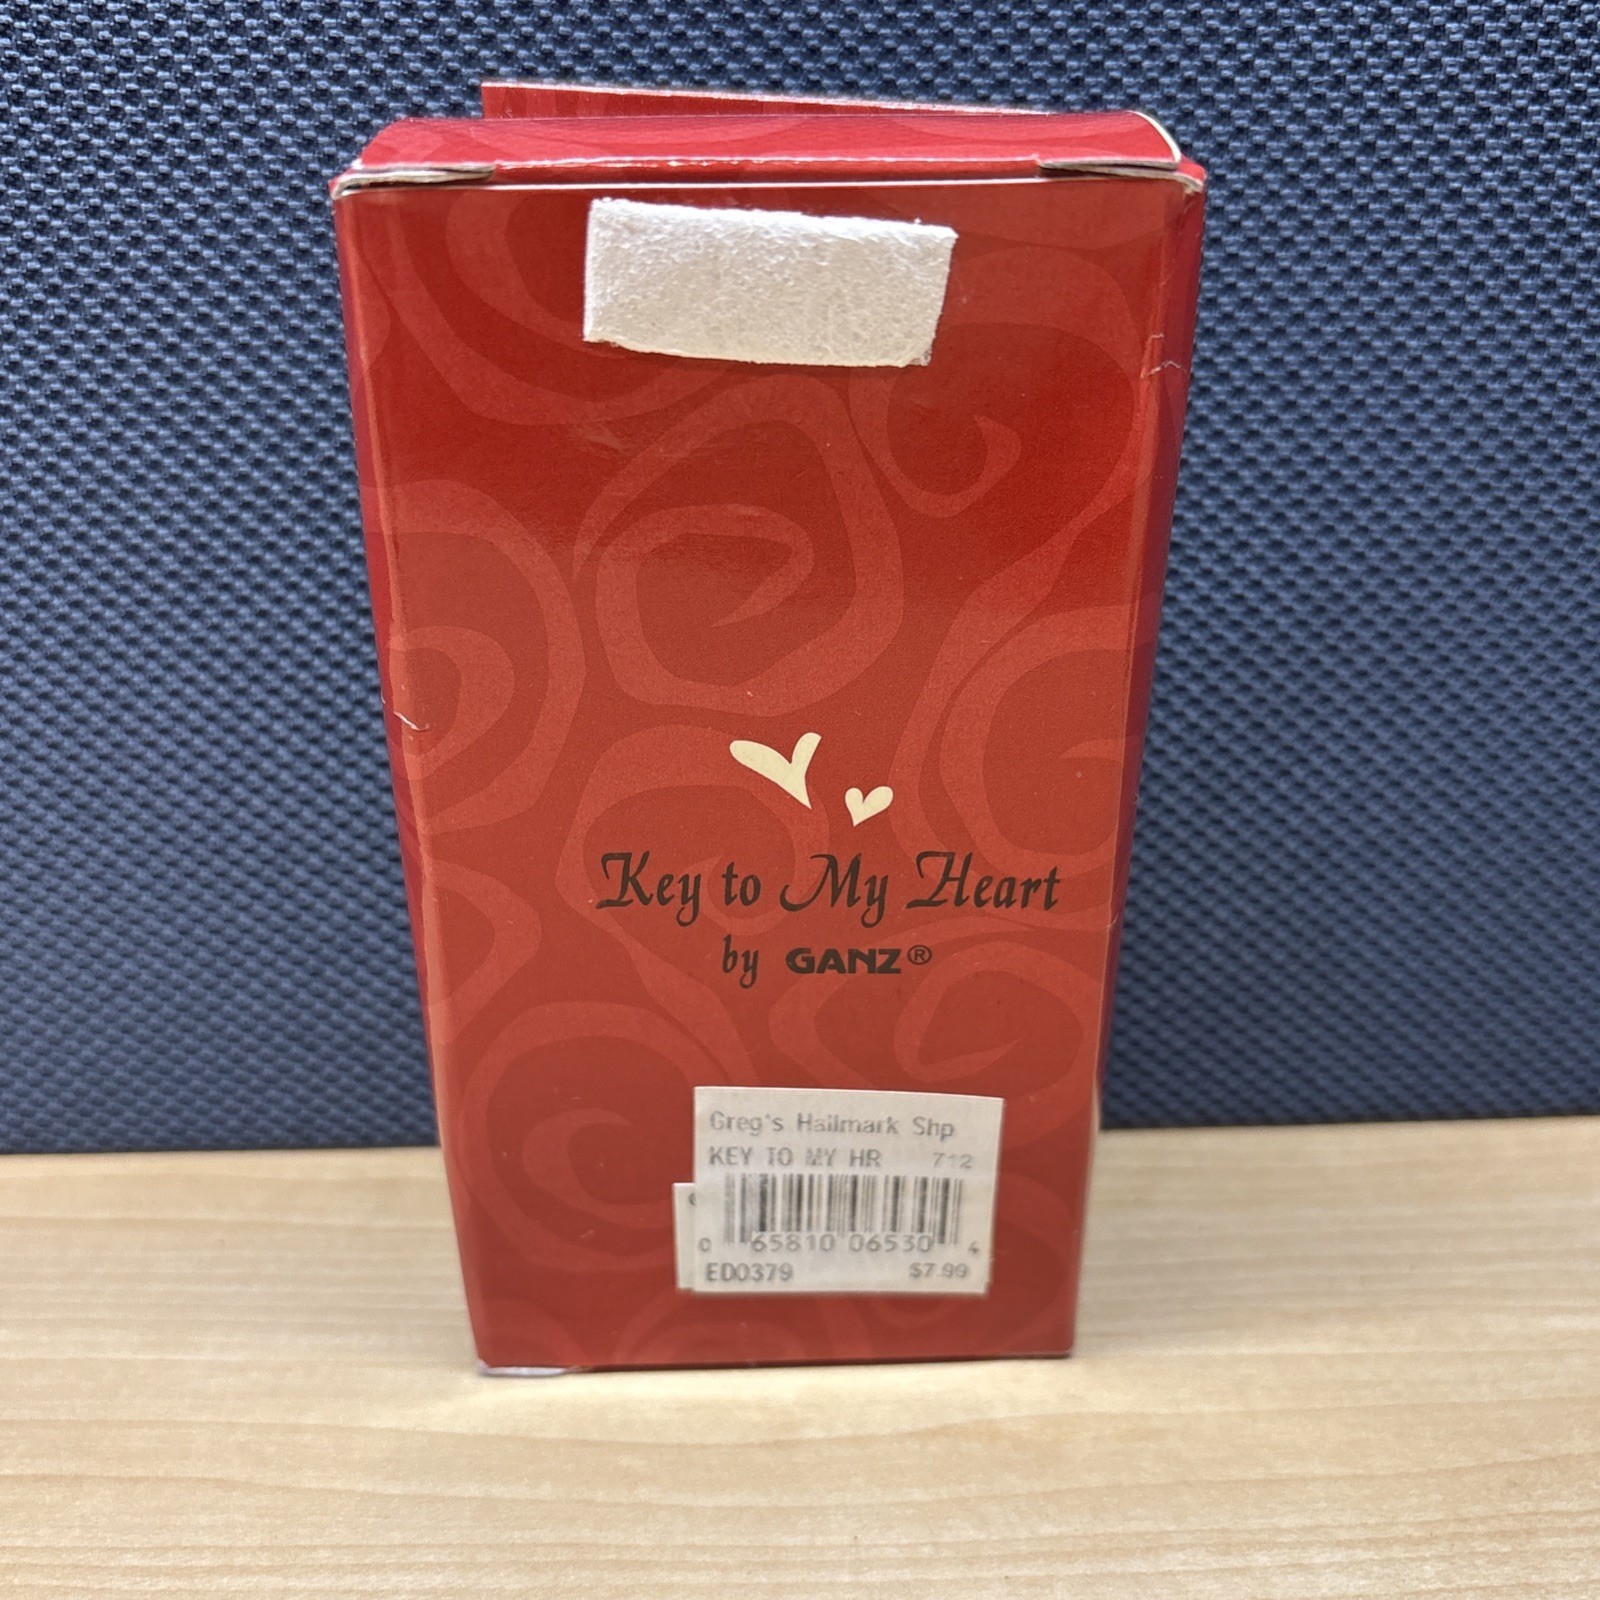 Key to My Heart
by GANZ®
Greg's Hallmark Shp
KEY TO MY HR 712
0 65810 06530 4
ED0379 $7.99